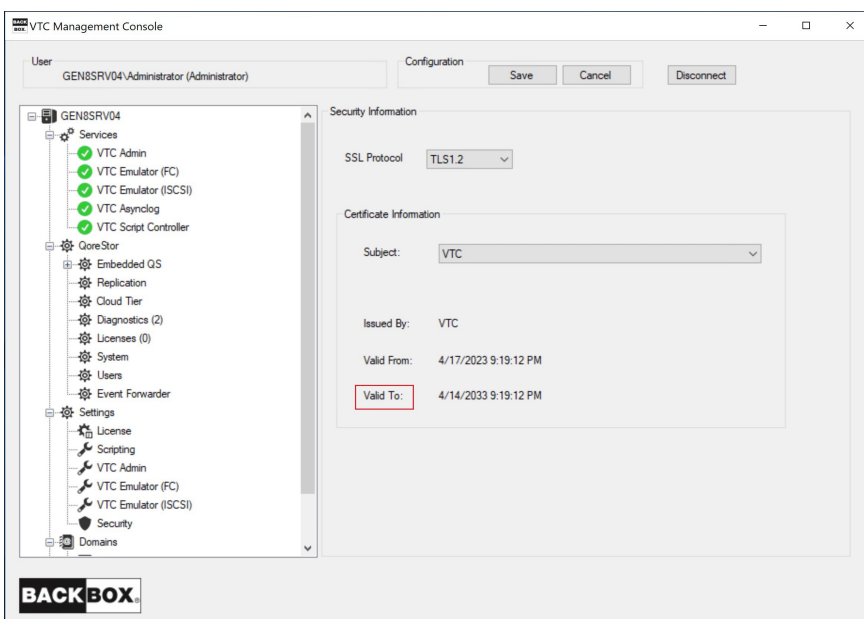 BACK BOX. VTC Management Console
User
GEN8SRV04\Administrator (Administrator)
Configuration
Save
Cancel
Disconnect
GEN8SRV04
Services
VTC Admin
VTC Emulator (FC)
VTC Emulator (ISCSI)
VTC Asynclog
VTC Script Controller
QoreStor
Embedded QS
Replication
Cloud Tier
Diagnostics (2)
Licenses (0)
System
Users
Event Forwarder
Settings
License
Scripting
VTC Admin
VTC Emulator (FC)
VTC Emulator (ISCSI)
Security
Domains
Security Information
SSL Protocol TLS1.2
Certificate Information
Subject: VTC
Issued By: VTC
Valid From: 4/17/2023 9:19:12 PM
Valid To: 4/14/2033 9:19:12 PM
BACKBOX®